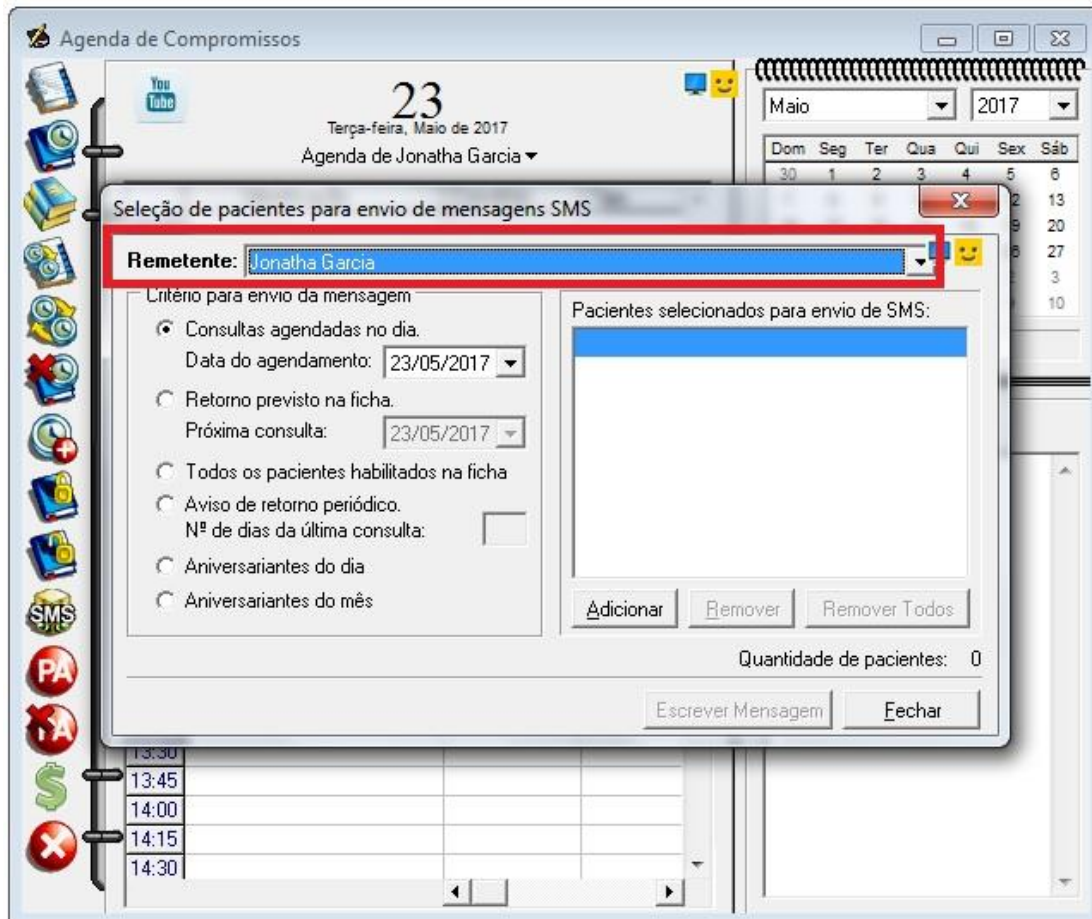 Agenda de Compromissos
You
Tube
23
Terça-feira, Maio de 2017
Agenda de Jonatha Garcia
Maio 2017
Dom Seg Ter Qua Qui Sex Sáb
30 1 2 3 4 5 6
13
20
27
3
10
Seleção de pacientes para envio de mensagens SMS
Remetente: Jonatha Garcia
Critério para envio da mensagem
Consultas agendadas no dia.
Data do agendamento: 23/05/2017
Retorno previsto na ficha.
Próxima consulta: 23/05/2017
Todos os pacientes habilitados na ficha
Aviso de retorno periódico.
Nº de dias da última consulta:
Aniversariantes do dia
Aniversariantes do mês
Pacientes selecionados para envio de SMS:
Adicionar Remover Remover Todos
Quantidade de pacientes: 0
Escrever Mensagem Fechar
SMS
PA
13:30
13:45
14:00
14:15
14:30